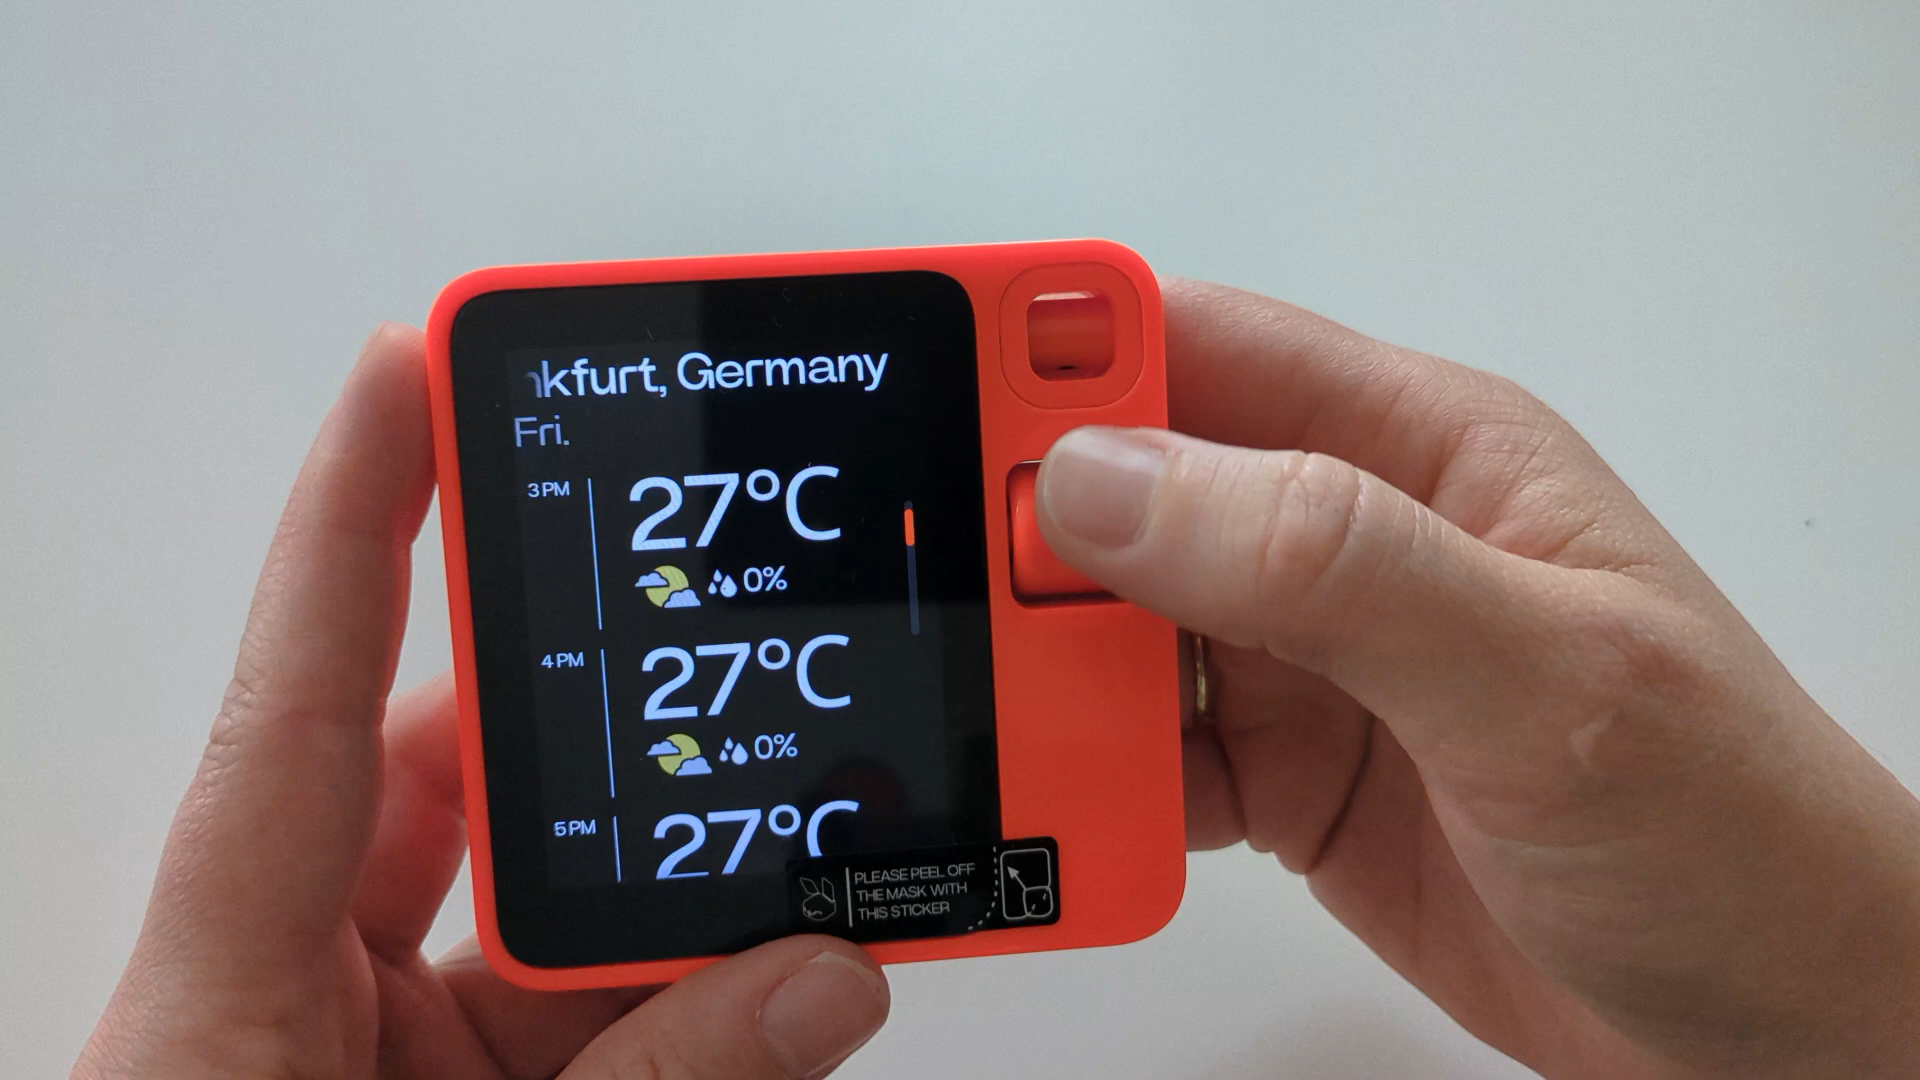 nkfurt, Germany
Fri.
3 PM
27°C
0%
4 PM
27°C
0%
5 PM
27°C
PLEASE PEEL OFF
THE MASK WITH
THIS STICKER